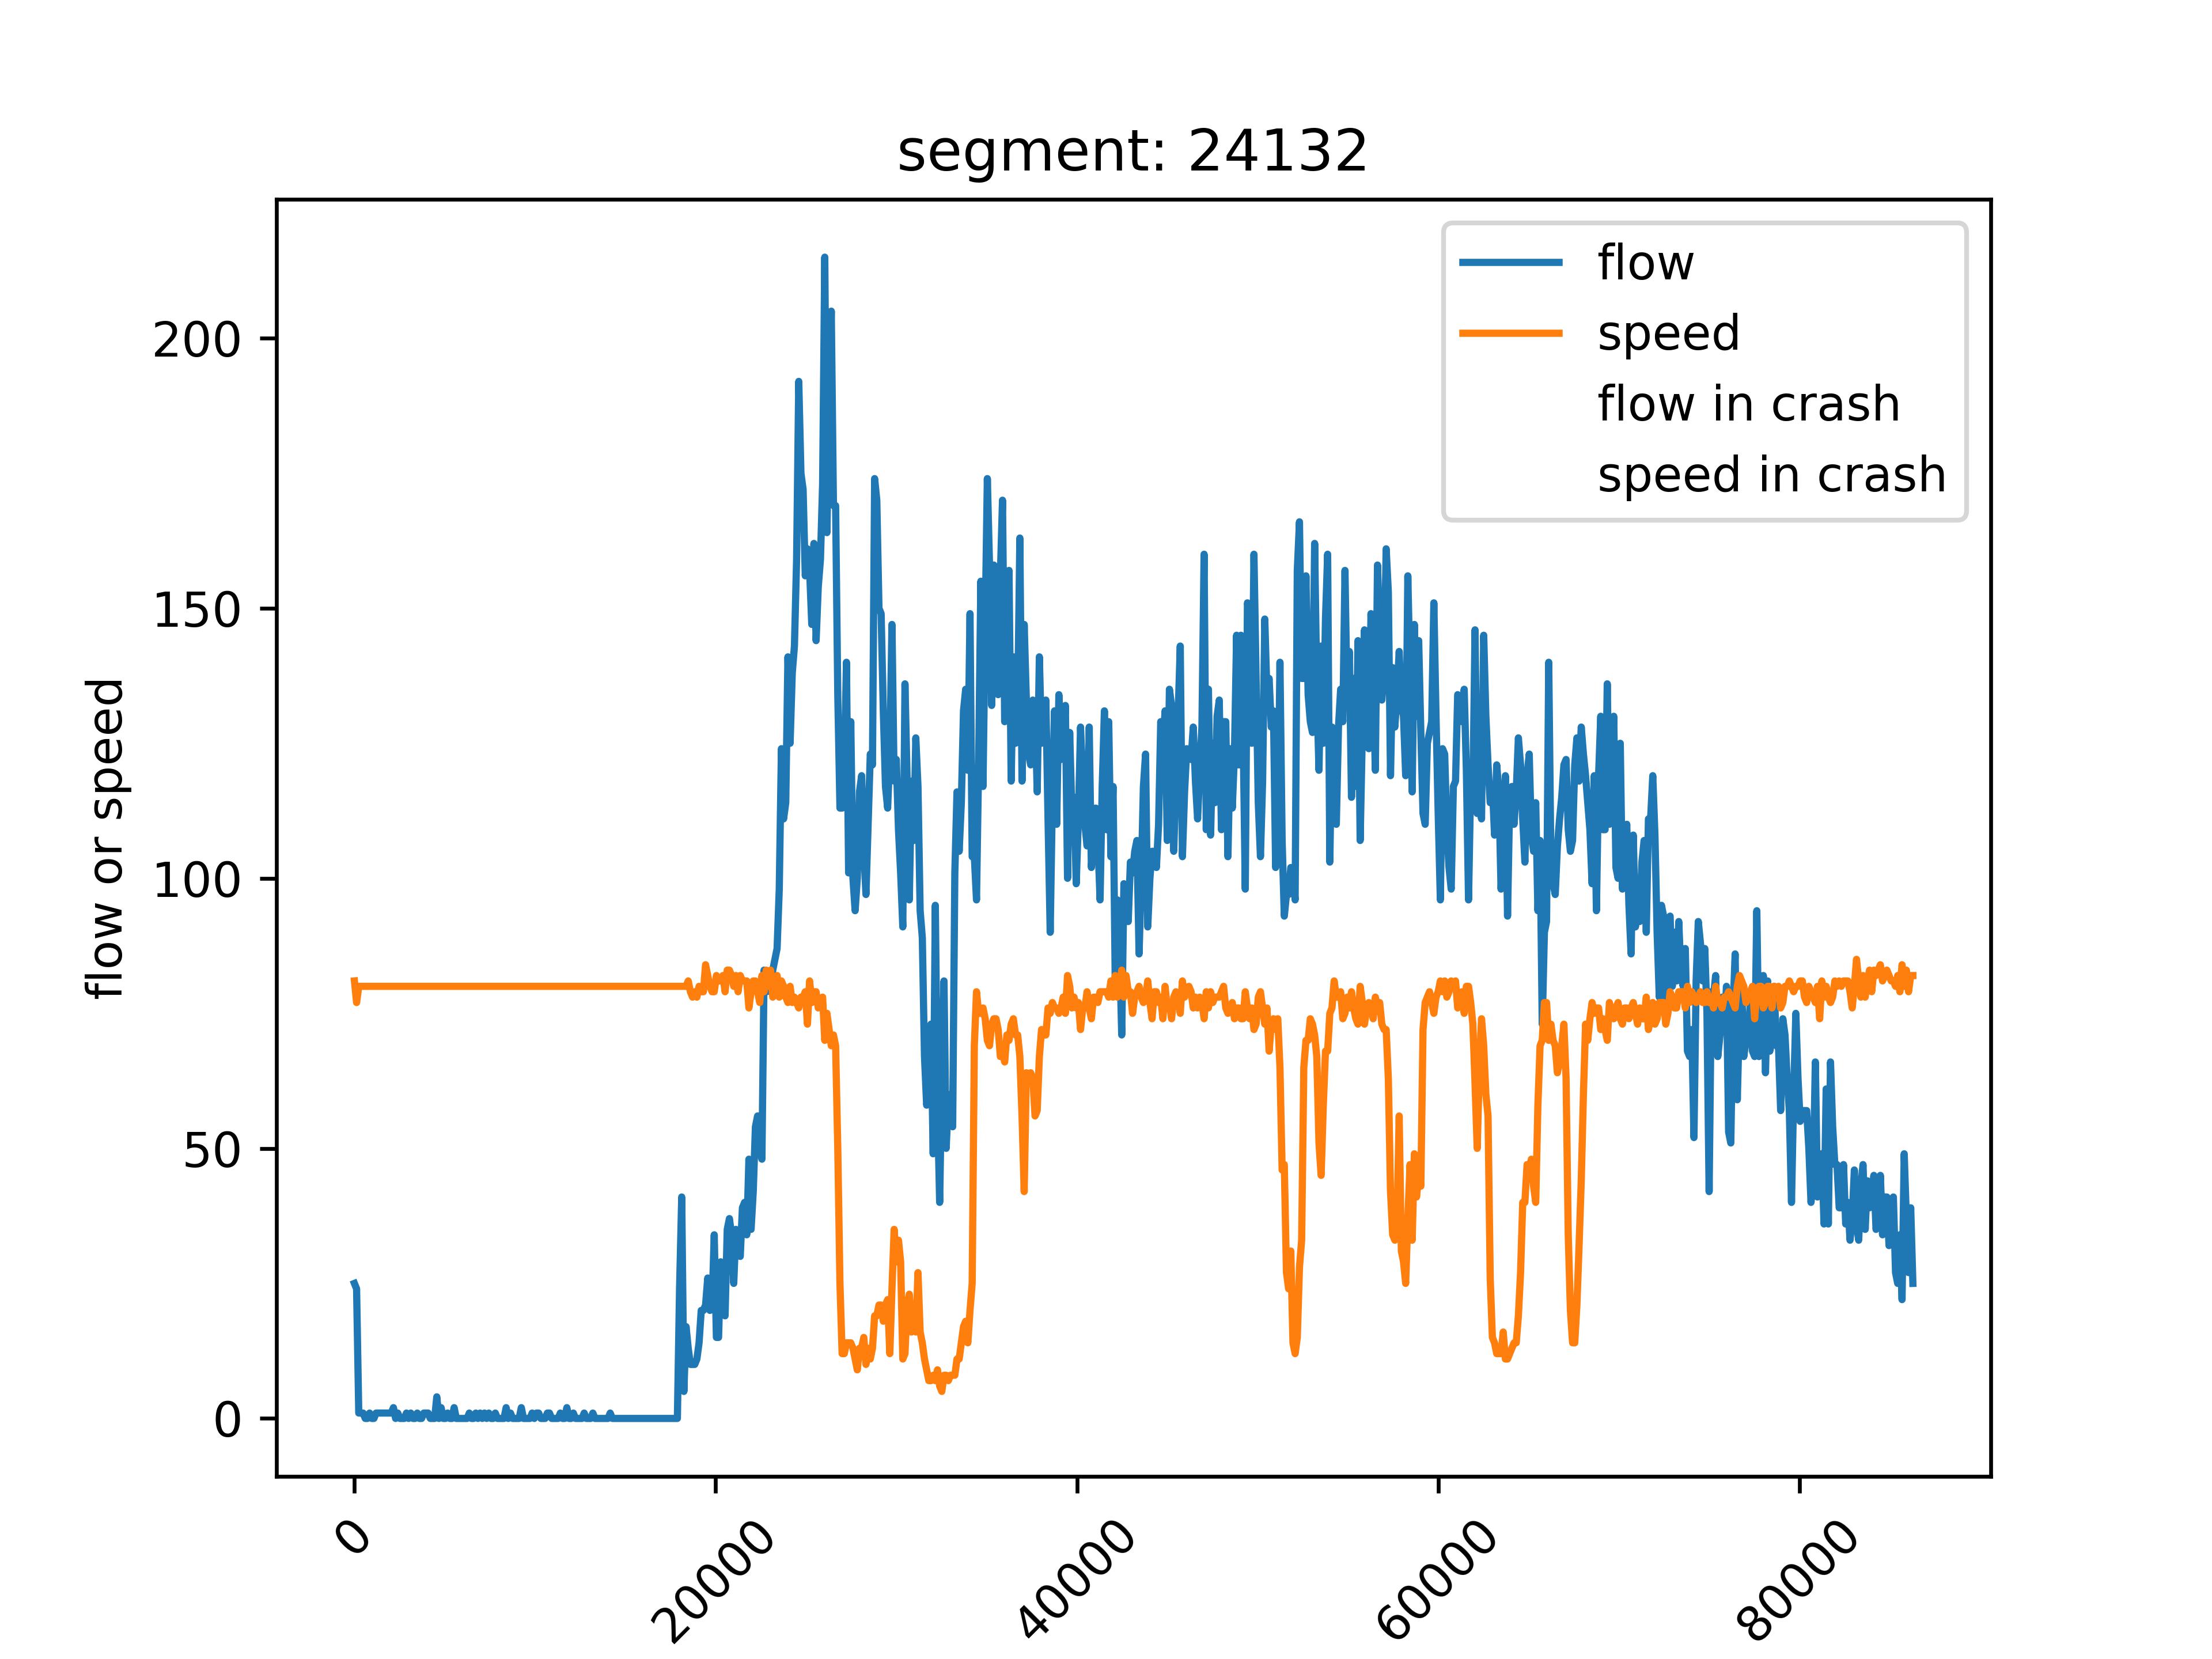 segment: 24132
flow
speed
flow in crash
speed in crash
flow or speed
200
150
100
50
0
0
20000
40000
60000
80000